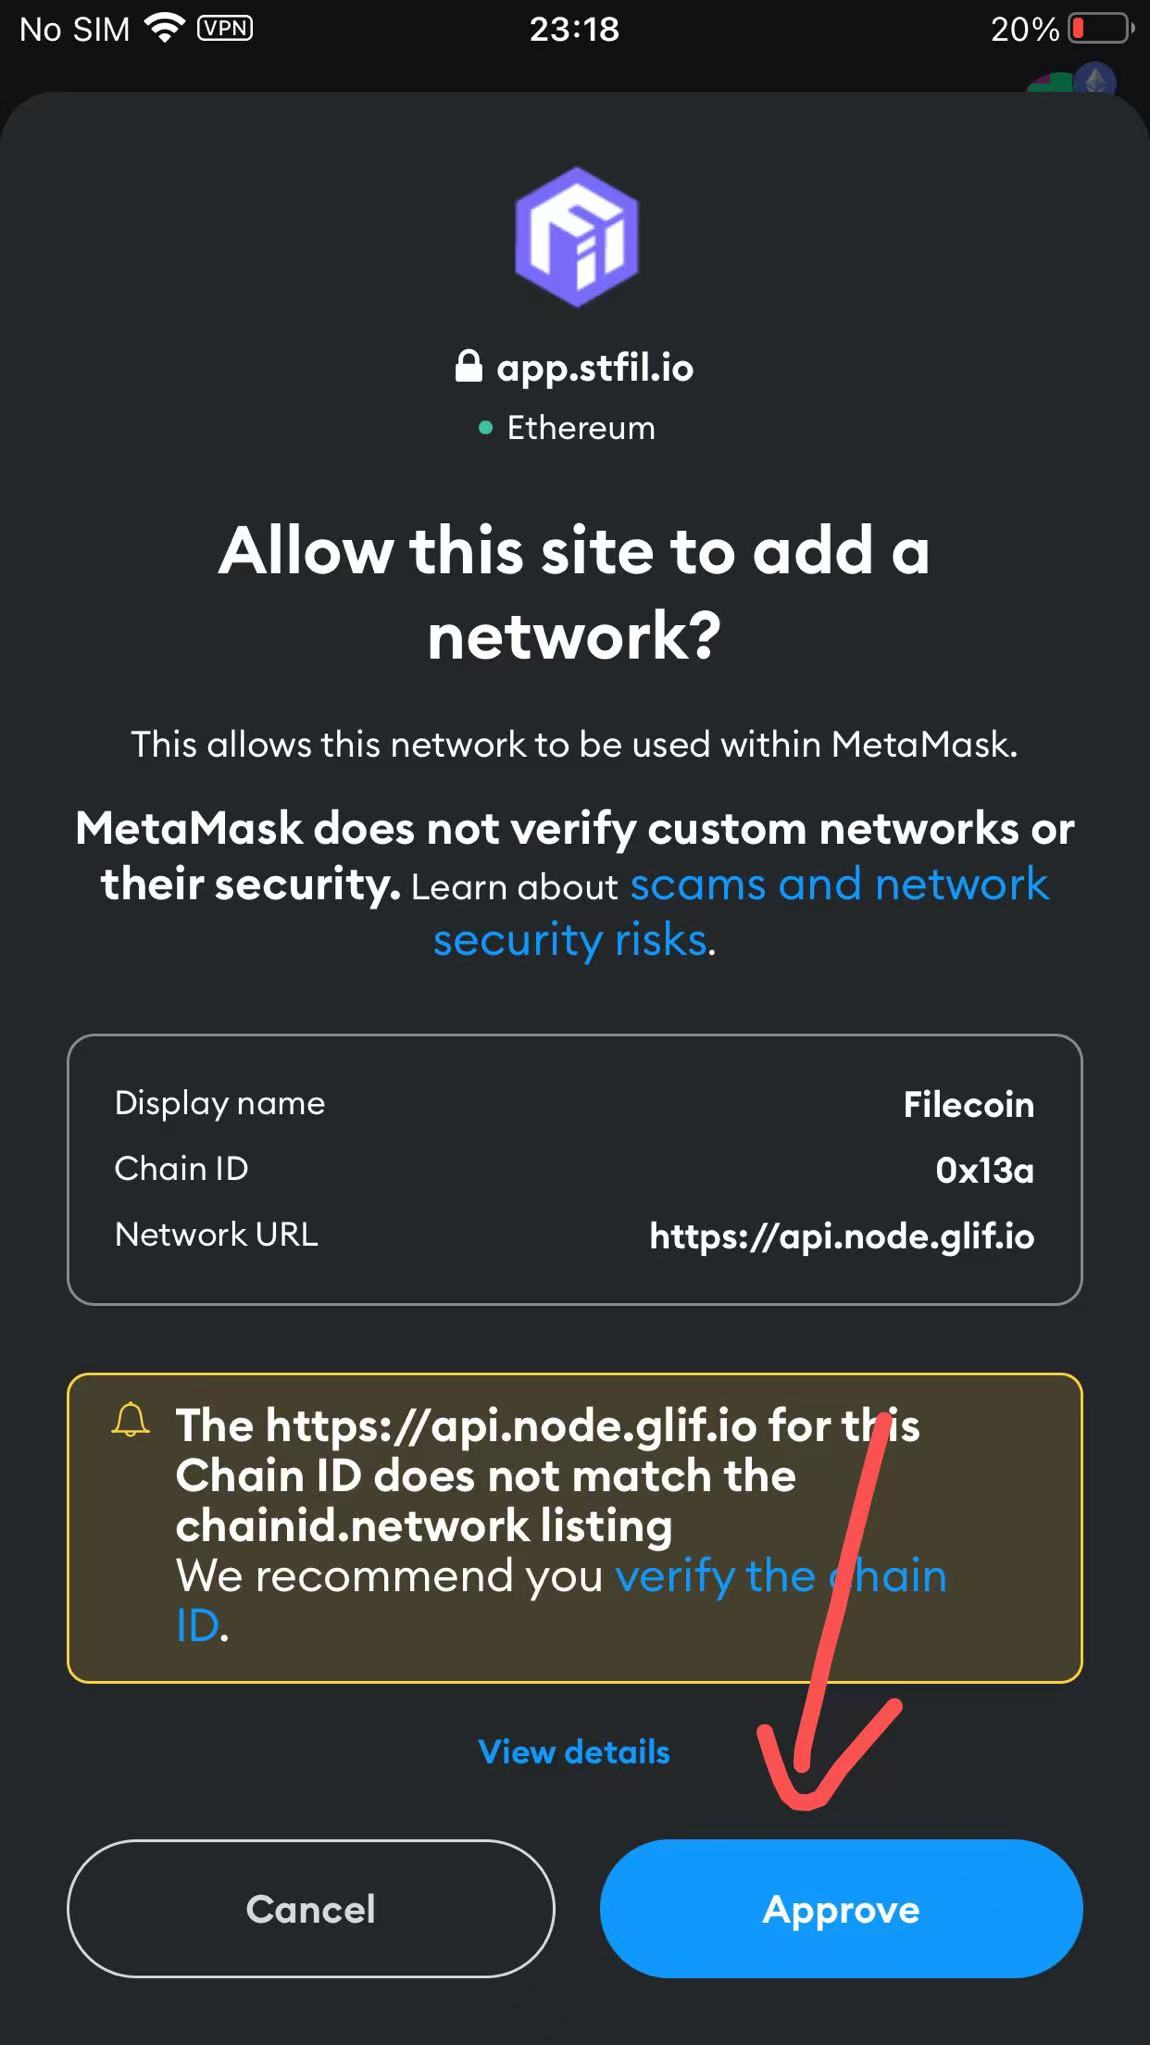 No SIM VPN 23:18 20%
app.stfil.io
Ethereum
Allow this site to add a
network?
This allows this network to be used within MetaMask.
MetaMask does not verify custom networks or
their security. Learn about scams and network
security risks.
Display name Filecoin
Chain ID 0x13a
Network URL https://api.node.glif.io
The https://api.node.glif.io for this
Chain ID does not match the
chainid.network listing
We recommend you verify the chain
ID.
View details
Cancel Approve